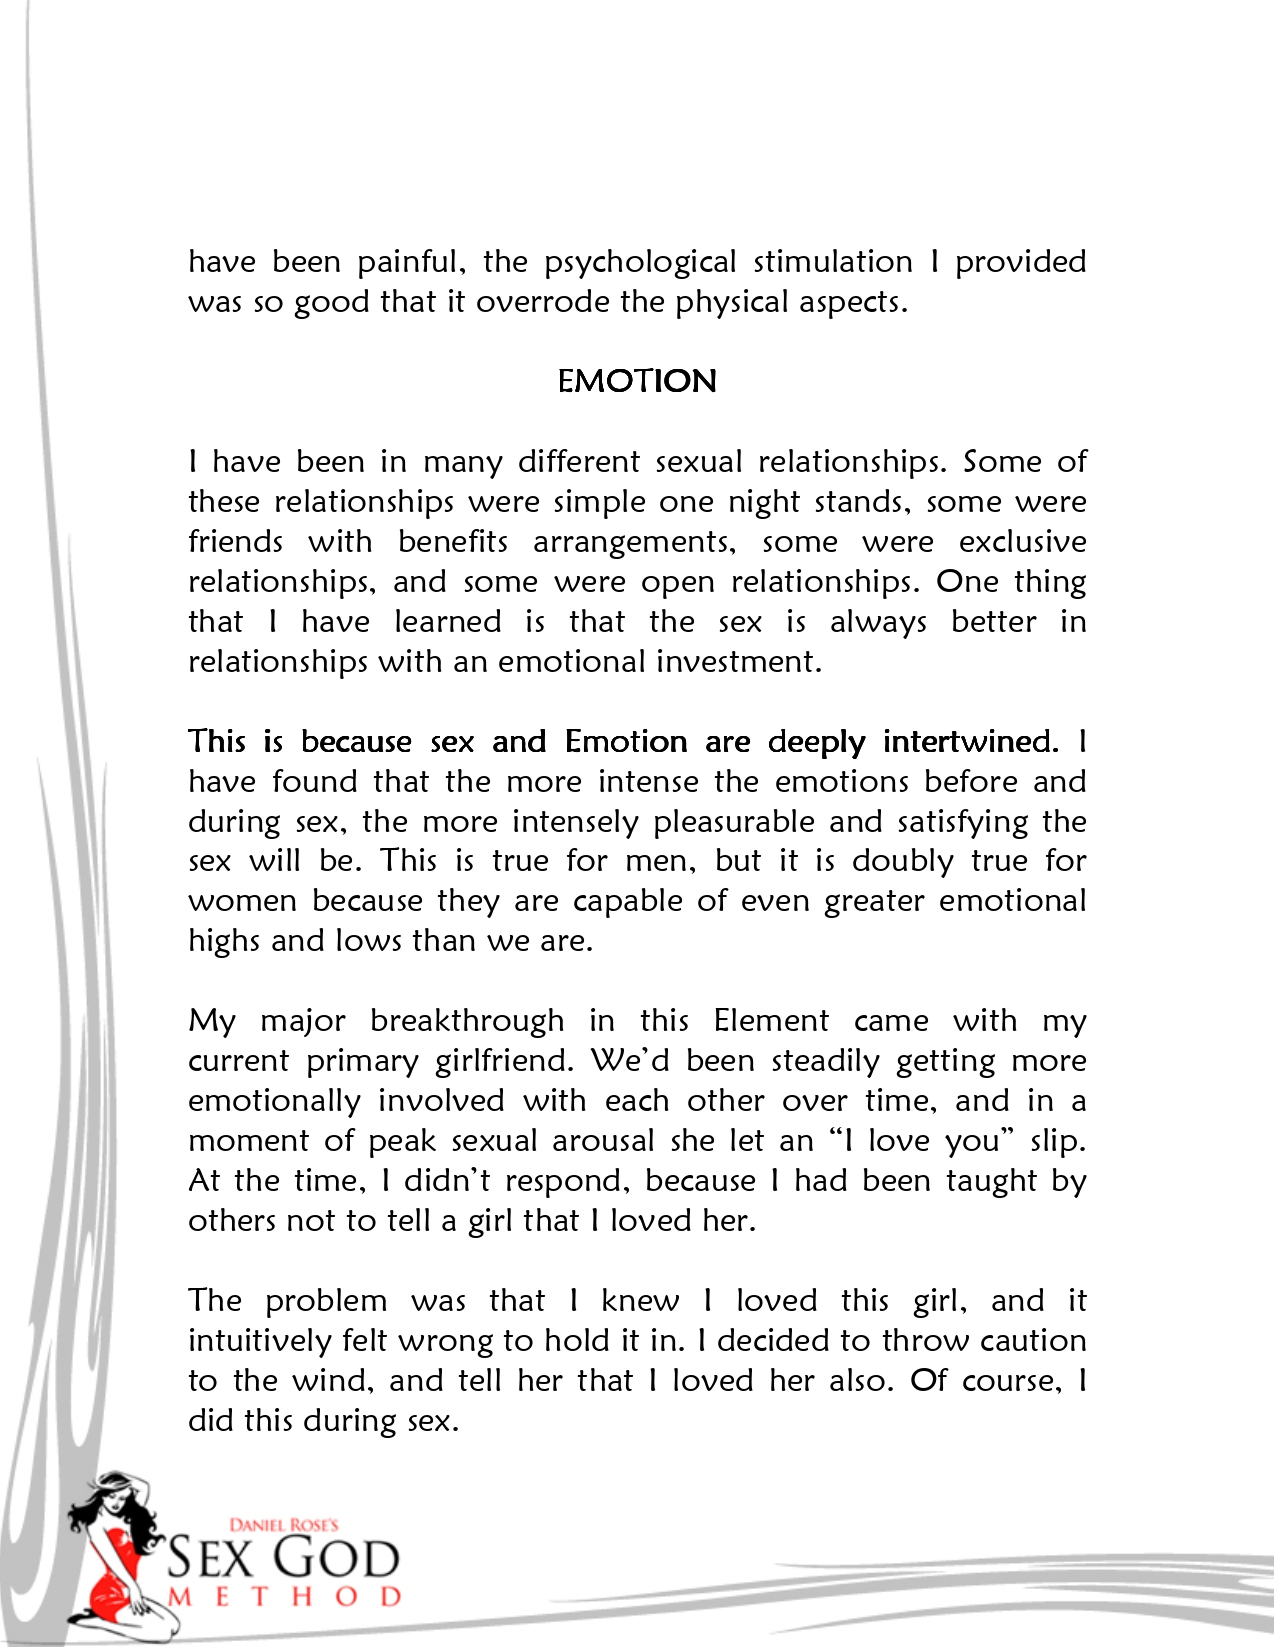 have been painful, the psychological stimulation I provided
was so good that it overrode the physical aspects.
EMOTION
I have been in many different sexual relationships. Some of
these relationships were simple one night stands, some were
friends with benefits arrangements, some were exclusive
relationships, and some were open relationships. One thing
that I have learned is that the sex is always better in
relationships with an emotional investment.
This is because sex and Emotion are deeply intertwined. I
have found that the more intense the emotions before and
during sex, the more intensely pleasurable and satisfying the
sex will be. This is true for men, but it is doubly true for
women because they are capable of even greater emotional
highs and lows than we are.
My major breakthrough in this Element came with my
current primary girlfriend. We’d been steadily getting more
emotionally involved with each other over time, and in a
moment of peak sexual arousal she let an “I love you” slip.
At the time, I didn’t respond, because I had been taught by
others not to tell a girl that I loved her.
The problem was that I knew I loved this girl, and it
intuitively felt wrong to hold it in. I decided to throw caution
to the wind, and tell her that I loved her also. Of course, I
did this during sex.
DANIEL ROSE’S
SEX GOD
METHOD